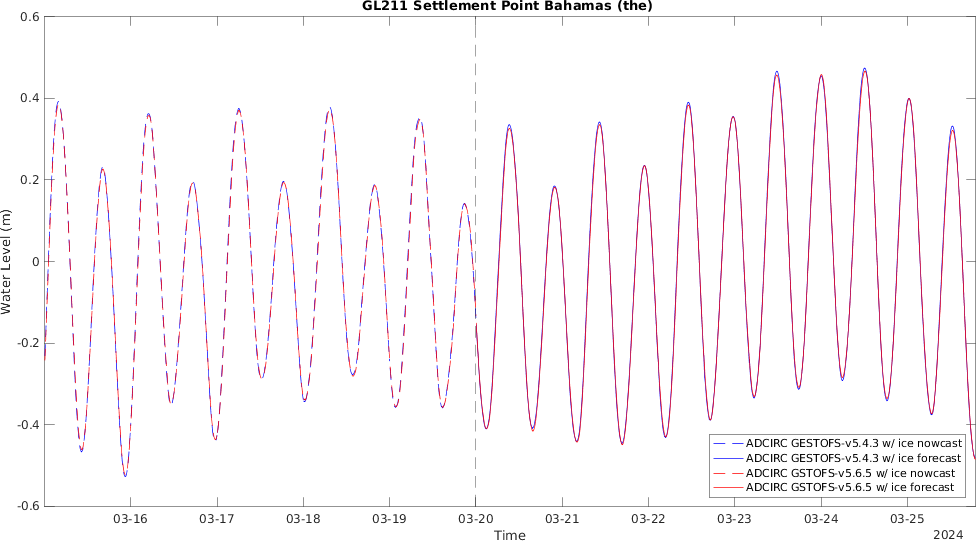 GL211 Settlement Point Bahamas (the)
0.6
0.4
0.2
0
-0.2
-0.4
-0.6
Water Level (m)
03-16 03-17 03-18 03-19 03-20 03-21 03-22 03-23 03-24 03-25
Time
2024
ADCIRC GESTOFS-v5.4.3 w/ ice nowcast
ADCIRC GESTOFS-v5.4.3 w/ ice forecast
ADCIRC GSTOFS-v5.6.5 w/ ice nowcast
ADCIRC GSTOFS-v5.6.5 w/ ice forecast